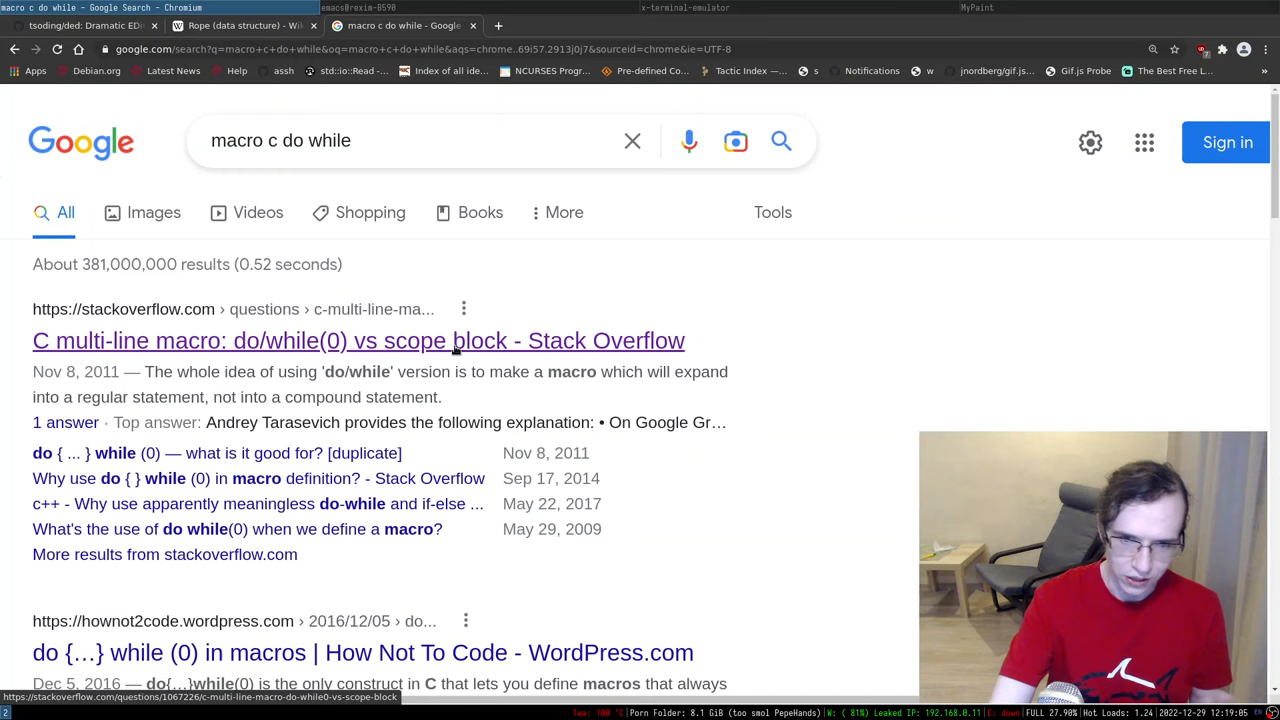 macro c do while - Google Search - Chromium
emacs@rexim-B590
x-terminal-emulator
MyPaint
tsoding/ded: Dramatic EDi
Rope (data structure) - Wik
macro c do while - Google
google.com/search?q=macro+c+do+while&oq=macro+c+do+while&aqs=chrome..69i57.2913j0j7&sourceid=chrome&ie=UTF-8
Apps
Debian.org
Latest News
Help
assh
std::io::Read -...
Index of all ide...
NCURSES Progr...
Pre-defined Co...
Tactic Index —...
s
Notifications
w
jnordberg/gif.js...
Gif.js Probe
The Best Free L...
»
Google
macro c do while
Sign in
All
Images
Videos
Shopping
Books
More
Tools
About 381,000,000 results (0.52 seconds)
https://stackoverflow.com › questions › c-multi-line-ma...
C multi-line macro: do/while(0) vs scope block - Stack Overflow
Nov 8, 2011 — The whole idea of using 'do/while' version is to make a macro which will expand
into a regular statement, not into a compound statement.
1 answer · Top answer: Andrey Tarasevich provides the following explanation: • On Google Gr…
do { ... } while (0) — what is it good for? [duplicate] Nov 8, 2011
Why use do { } while (0) in macro definition? - Stack Overflow Sep 17, 2014
c++ - Why use apparently meaningless do-while and if-else ... May 22, 2017
What's the use of do while(0) when we define a macro? May 29, 2009
More results from stackoverflow.com
https://hownot2code.wordpress.com › 2016/12/05 › do...
do {…} while (0) in macros | How Not To Code - WordPress.com
Dec 5, 2016 — do{…}while(0) is the only construct in C that lets you define macros that always
https://stackoverflow.com/questions/1067226/c-multi-line-macro-do-while0-vs-scope-block
2
Tea: 100 °C|Porn Folder: 8.1 GiB (too smol PepeHands)|W: ( 81%) Leaked IP: 192.168.0.11|E: down|FULL 27.90%|Hot Loads: 1.24|2022-12-29 12:19:05 EN